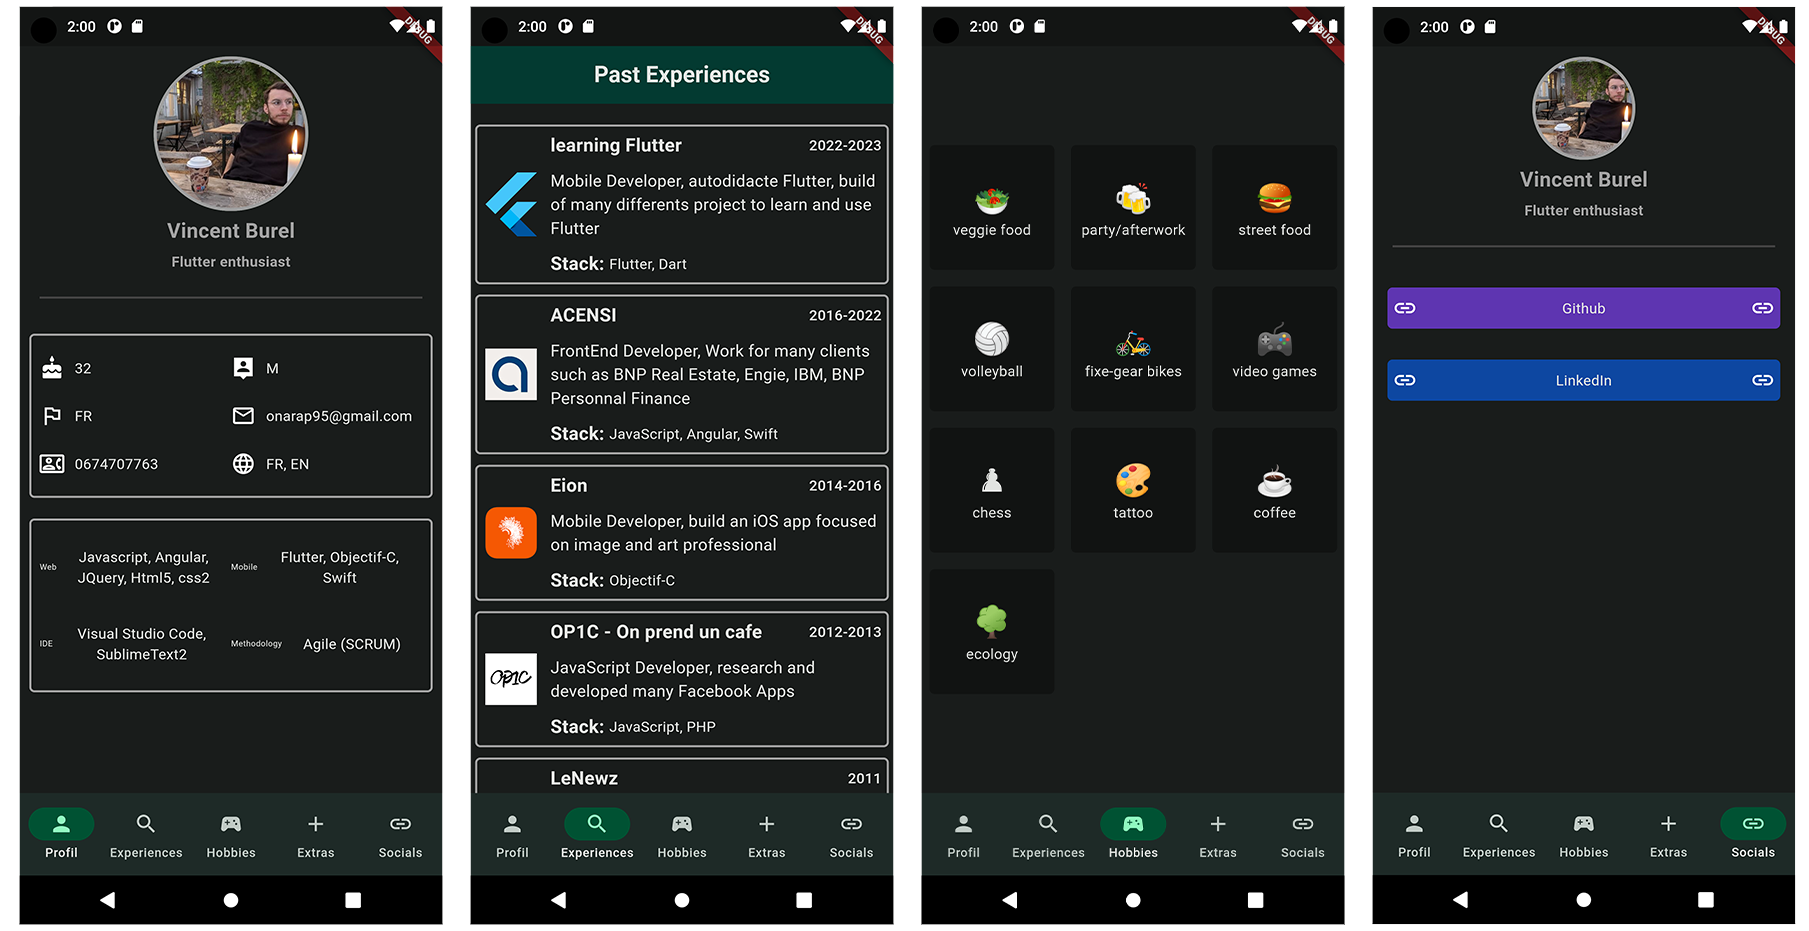 2:00
DEBUG
Vincent Burel
Flutter enthusiast
32
M
FR
onarap95@gmail.com
0674707763
FR, EN
Web
Javascript, Angular,
JQuery, Html5, css2
Mobile
Flutter, Objectif-C,
Swift
IDE
Visual Studio Code,
SublimeText2
Methodology
Agile (SCRUM)
Profil
Experiences
Hobbies
Extras
Socials
2:00
DEBUG
Past Experiences
learning Flutter
2022-2023
Mobile Developer, autodidacte Flutter, build
of many differents project to learn and use
Flutter
Stack: Flutter, Dart
ACENSI
2016-2022
FrontEnd Developer, Work for many clients
such as BNP Real Estate, Engie, IBM, BNP
Personnal Finance
Stack: JavaScript, Angular, Swift
Eion
2014-2016
Mobile Developer, build an iOS app focused
on image and art professional
Stack: Objectif-C
OP1C - On prend un cafe
2012-2013
OP1C
JavaScript Developer, research and
developed many Facebook Apps
Stack: JavaScript, PHP
LeNewz
2011
Profil
Experiences
Hobbies
Extras
Socials
2:00
DEBUG
veggie food
party/afterwork
street food
volleyball
fixe-gear bikes
video games
chess
tattoo
coffee
ecology
Profil
Experiences
Hobbies
Extras
Socials
2:00
DEBUG
Vincent Burel
Flutter enthusiast
Github
LinkedIn
Profil
Experiences
Hobbies
Extras
Socials